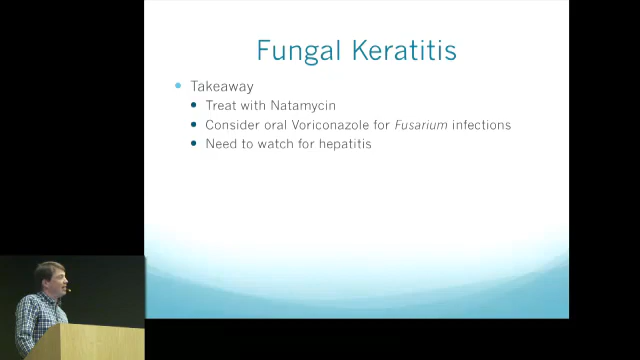 Fungal Keratitis
Takeaway
Treat with Natamycin
Consider oral Voriconazole for Fusarium infections
Need to watch for hepatitis